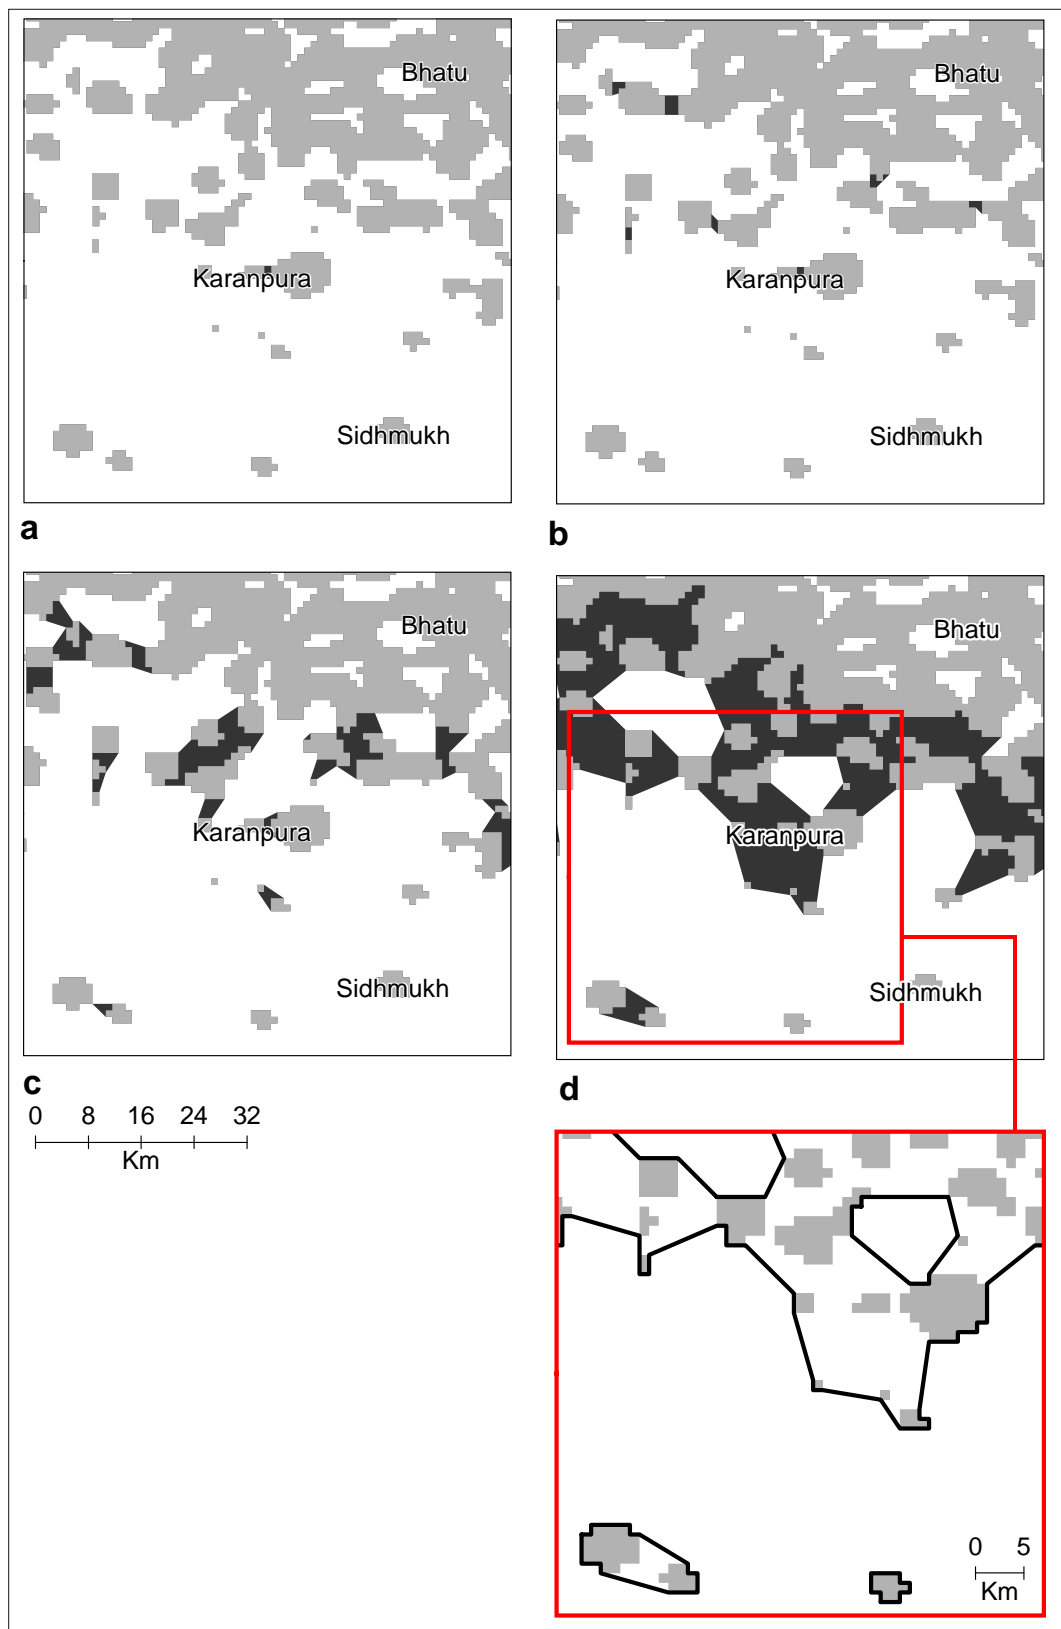 Bhatu
Karanpura
Sidhmukh
a
Bhatu
Karanpura
Sidhmukh
b
Bhatu
Karanpura
Sidhmukh
c
0 8 16 24 32
Km
Bhatu
Karanpura
Sidhmukh
d
0 5
Km